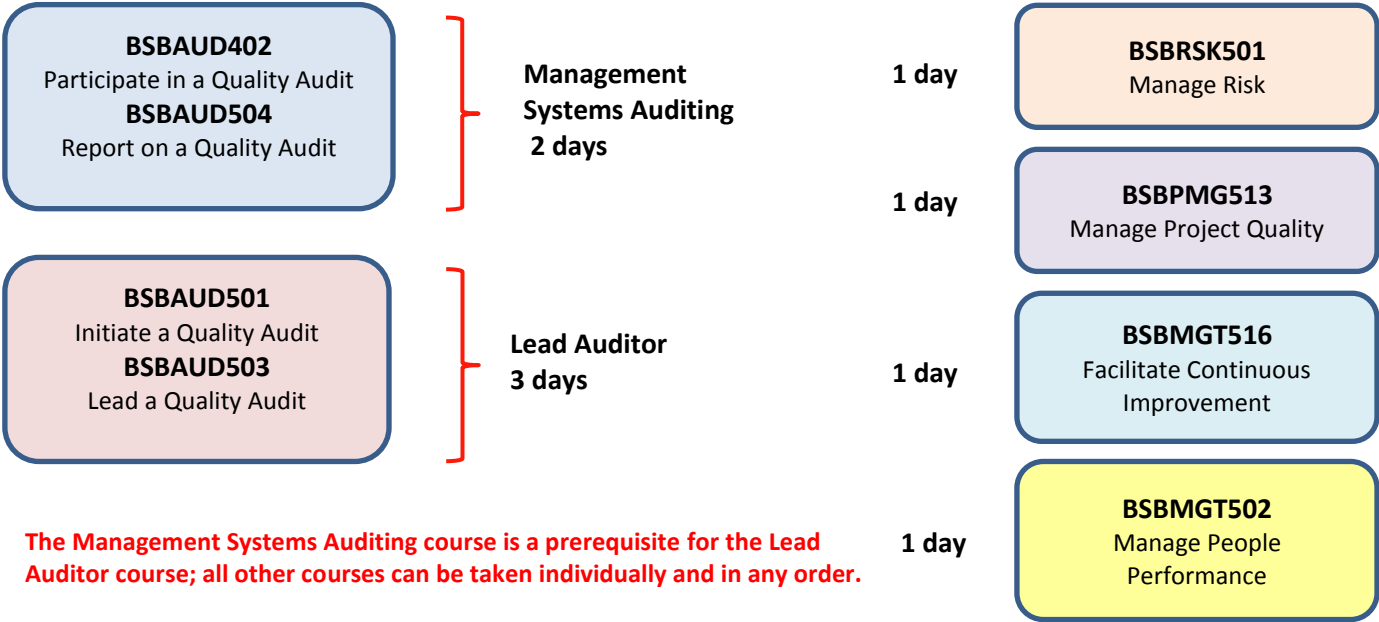 BSBAUD402
Participate in a Quality Audit
BSBAUD504
Report on a Quality Audit
Management
Systems Auditing
2 days
1 day
BSBRSK501
Manage Risk
1 day
BSBPMG513
Manage Project Quality
BSBAUD501
Initiate a Quality Audit
BSBAUD503
Lead a Quality Audit
Lead Auditor
3 days
1 day
BSBMGT516
Facilitate Continuous
Improvement
The Management Systems Auditing course is a prerequisite for the Lead
Auditor course; all other courses can be taken individually and in any order.
1 day
BSBMGT502
Manage People
Performance